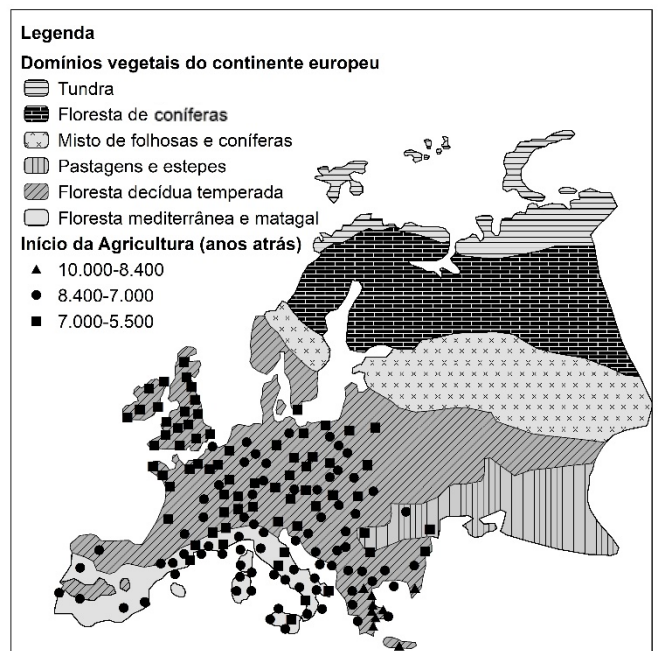 Legenda
Domínios vegetais do continente europeu
Tundra
Floresta de coníferas
Misto de folhosas e coníferas
Pastagens e estepes
Floresta decídua temperada
Floresta mediterrânea e matagal
Início da Agricultura (anos atrás)
10.000-8.400
8.400-7.000
7.000-5.500